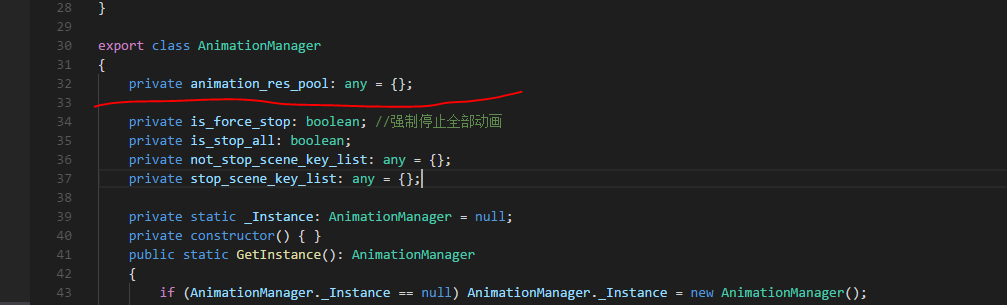 28 }
29
30 export class AnimationManager
31 {
32 private animation_res_pool: any = {};
33
34 private is_force_stop: boolean; //强制停止全部动画
35 private is_stop_all: boolean;
36 private not_stop_scene_key_list: any = {};
37 private stop_scene_key_list: any = {};
38
39 private static _Instance: AnimationManager = null;
40 private constructor() { }
41 public static GetInstance(): AnimationManager
42 {
43 if (AnimationManager._Instance == null) AnimationManager._Instance = new AnimationManager();